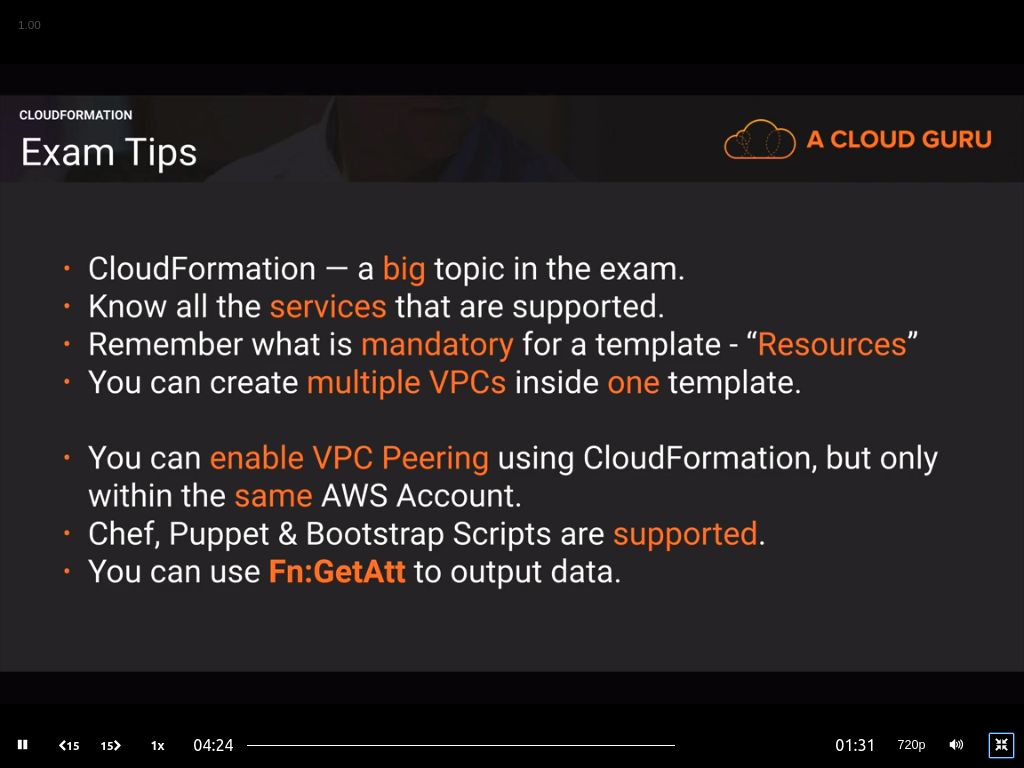 1.00
CLOUDFORMATION
Exam Tips
A CLOUD GURU
• CloudFormation — a big topic in the exam.
• Know all the services that are supported.
• Remember what is mandatory for a template - “Resources”
• You can create multiple VPCs inside one template.
• You can enable VPC Peering using CloudFormation, but only
within the same AWS Account.
• Chef, Puppet & Bootstrap Scripts are supported.
• You can use Fn:GetAtt to output data.
15 15 1x 04:24 01:31 720p